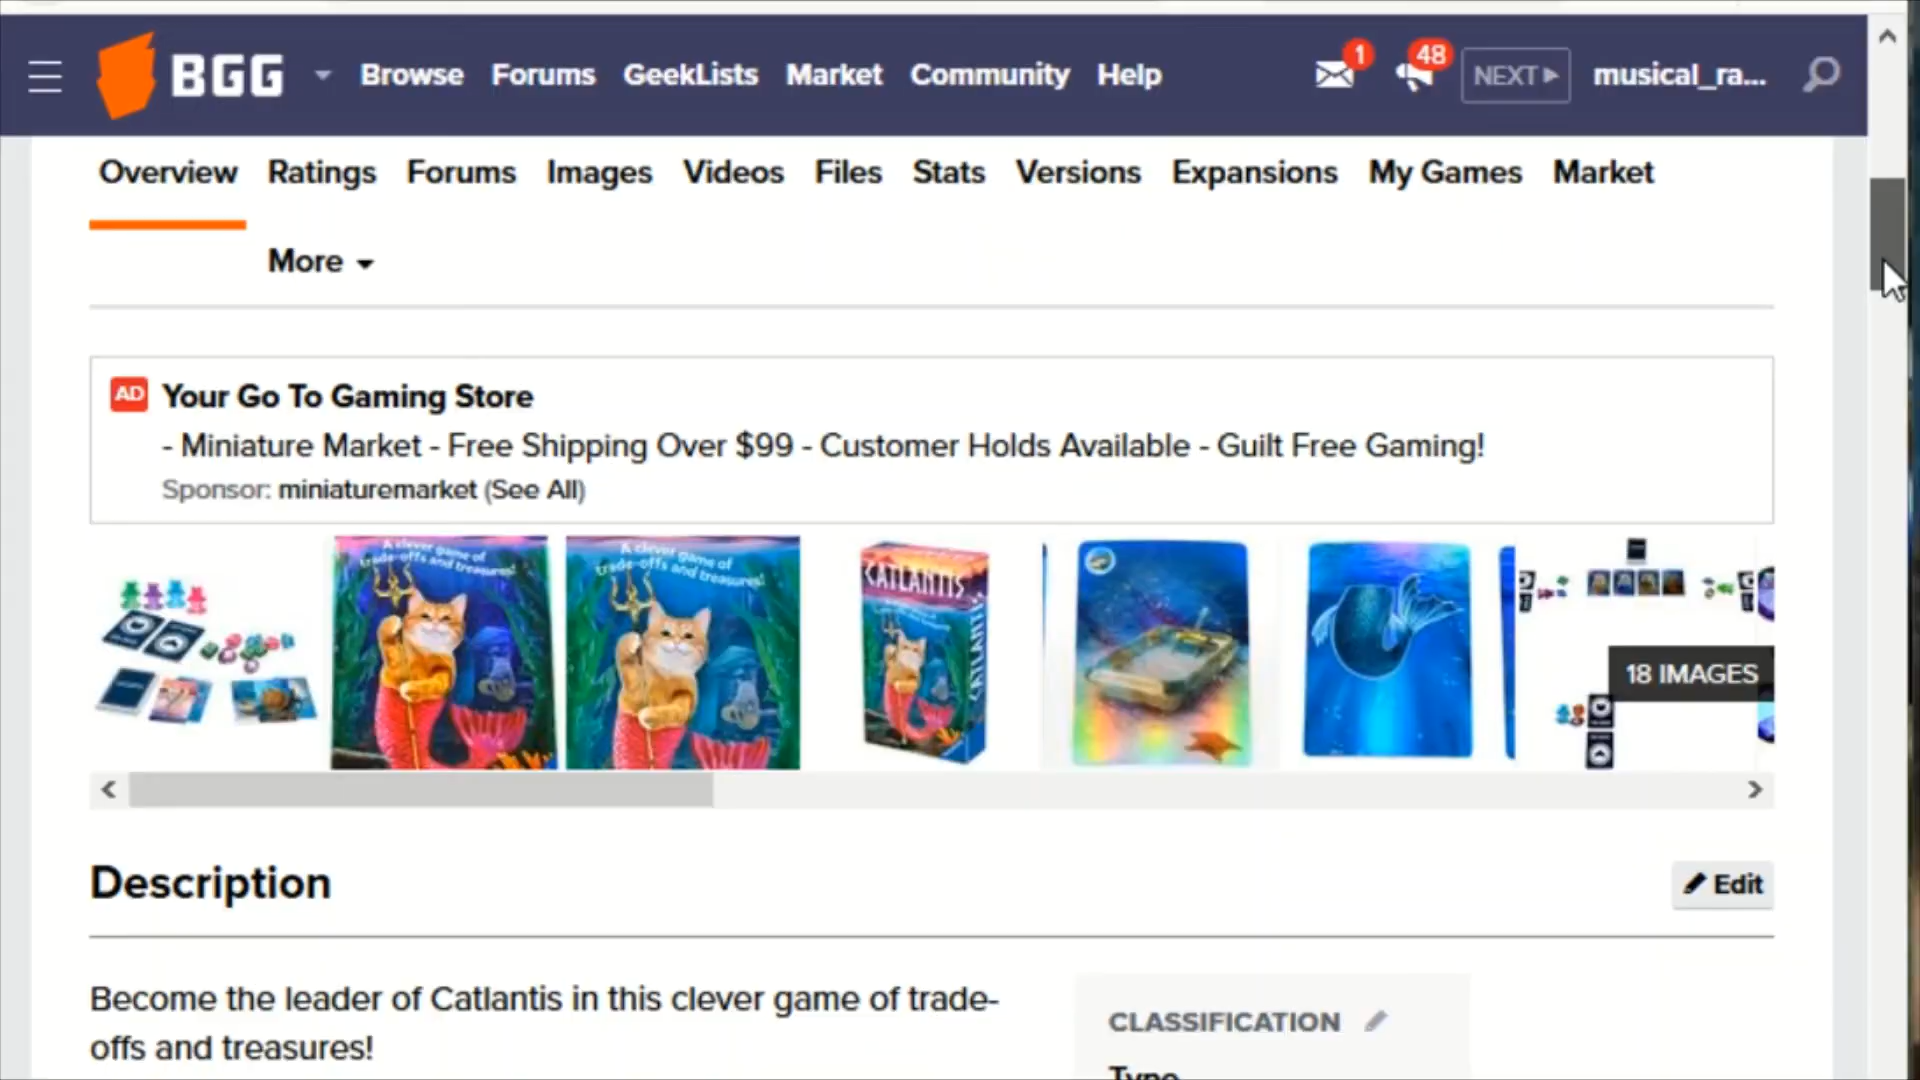 BGG Browse Forums GeekLists Market Community Help 1 48 NEXT musical_ra...
Overview Ratings Forums Images Videos Files Stats Versions Expansions My Games Market
More
AD Your Go To Gaming Store
- Miniature Market - Free Shipping Over $99 - Customer Holds Available - Guilt Free Gaming!
Sponsor: miniaturemarket (See All)
A clever game of
trade-offs and treasures!
A clever game of
trade-offs and treasures!
CATLANTIS
CATLANTIS
18 IMAGES
Description
Edit
Become the leader of Catlantis in this clever game of trade-
offs and treasures!
CLASSIFICATION
Type